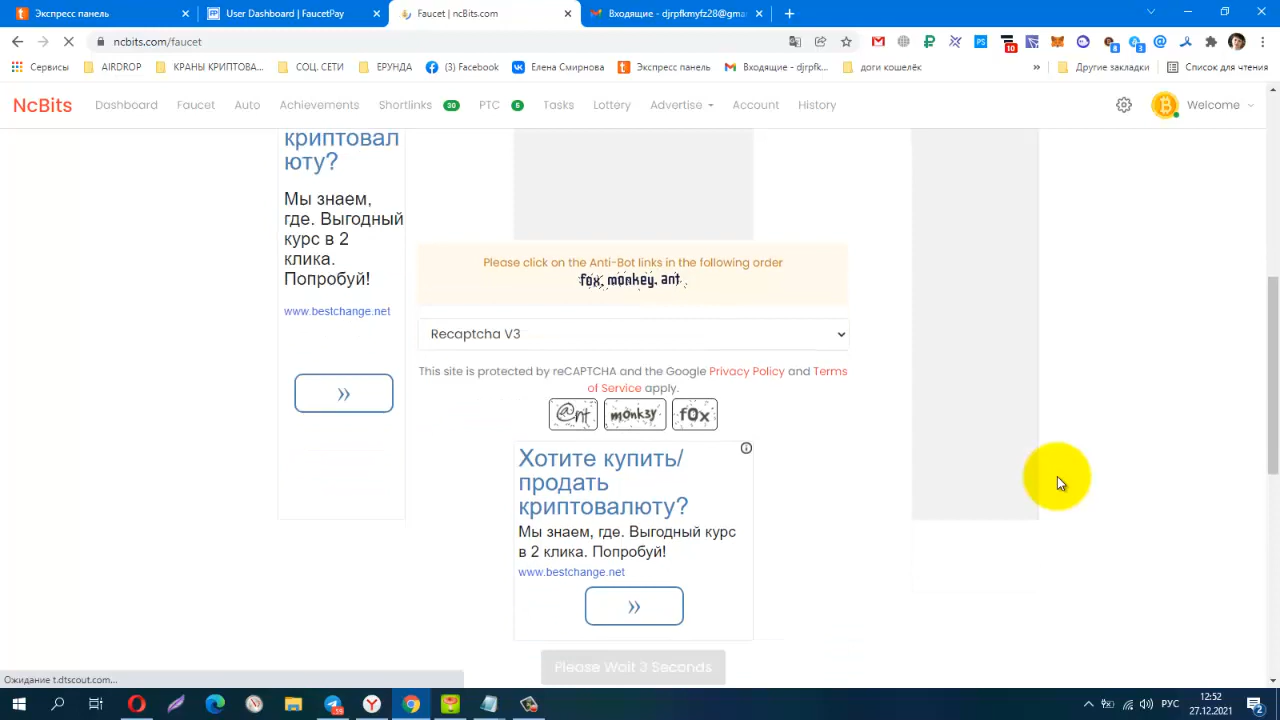 Экспресс панель
User Dashboard | FaucetPay
Faucet | ncBits.com
Входящие - djrpfkmyfz28@gma
ncbits.com/faucet
Сервисы
AIRDROP
КРАНЫ КРИПТОВА...
СОЦ. СЕТИ
ЕРУНДА
(3) Facebook
Елена Смирнова
Экспресс панель
Входящие - djrpfk...
доги кошелёк
»
Другие закладки
Список для чтения
NcBits
Dashboard
Faucet
Auto
Achievements
Shortlinks 30
PTC 5
Tasks
Lottery
Advertise
Account
History
Welcome
криптовал
юту?
Мы знаем,
где. Выгодный
курс в 2
клика.
Попробуй!
www.bestchange.net
»
Please click on the Anti-Bot links in the following order
fox, monkey, ant
Recaptcha V3
This site is protected by reCAPTCHA and the Google Privacy Policy and Terms
of Service apply.
@nt
monk3y
f0x
Хотите купить/
продать
криптовалюту?
Мы знаем, где. Выгодный курс
в 2 клика. Попробуй!
www.bestchange.net
»
Please Wait 3 Seconds
Ожидание t.dtscout.com...
РУС
12:52
27.12.2021